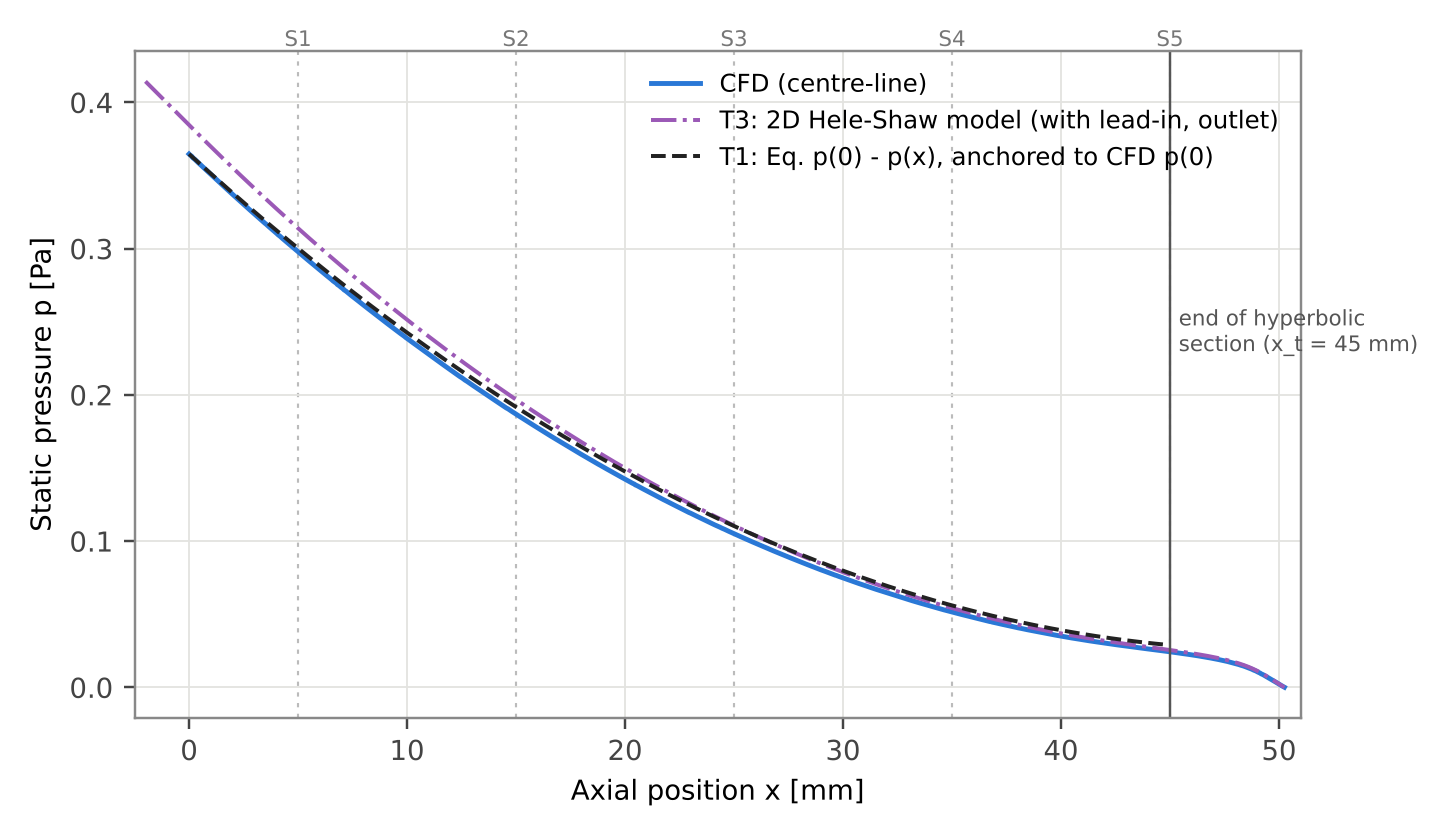 S1 S2 S3 S4 S5
CFD (centre-line)
T3: 2D Hele-Shaw model (with lead-in, outlet)
T1: Eq. p(0) - p(x), anchored to CFD p(0)
0.4
0.3
0.2
0.1
0.0
Static pressure p [Pa]
end of hyperbolic
section (x_t = 45 mm)
0 10 20 30 40 50
Axial position x [mm]